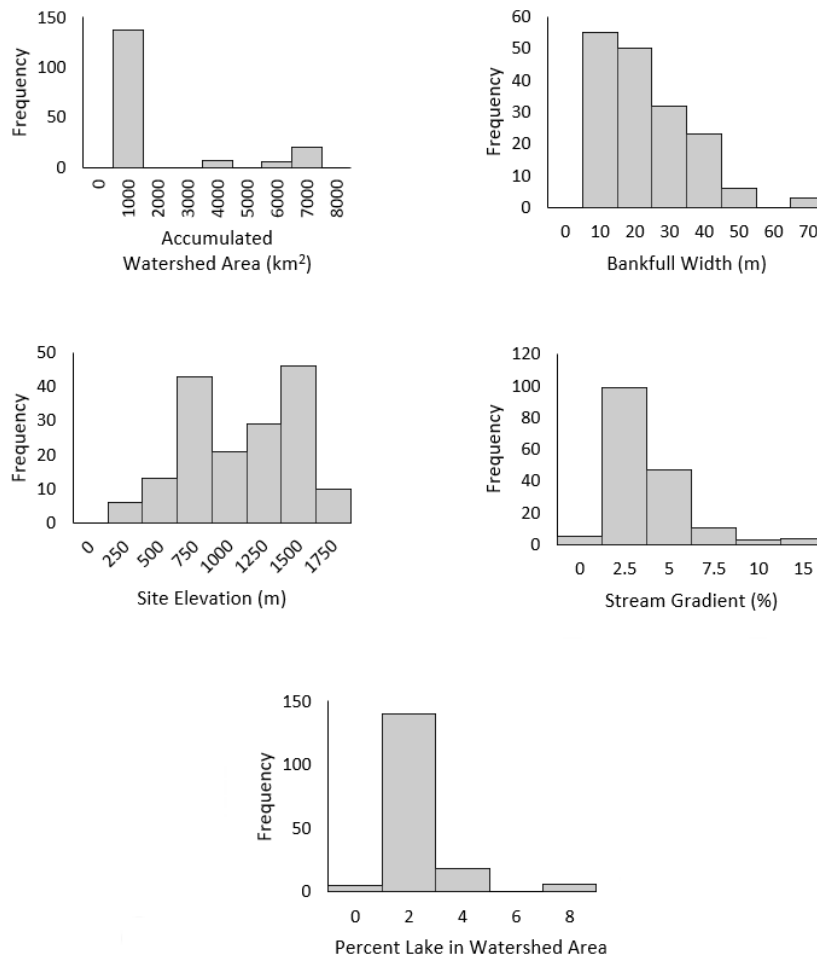 150
100
50
0
Frequency
0 1000 2000 3000 4000 5000 6000 7000 8000
Accumulated
Watershed Area (km²)
60
50
40
30
20
10
0
Frequency
0 10 20 30 40 50 60 70
Bankfull Width (m)
50
40
30
20
10
0
Frequency
0 250 500 750 1000 1250 1500 1750
Site Elevation (m)
120
100
80
60
40
20
0
Frequency
0 2.5 5 7.5 10 15
Stream Gradient (%)
150
100
50
0
Frequency
0 2 4 6 8
Percent Lake in Watershed Area